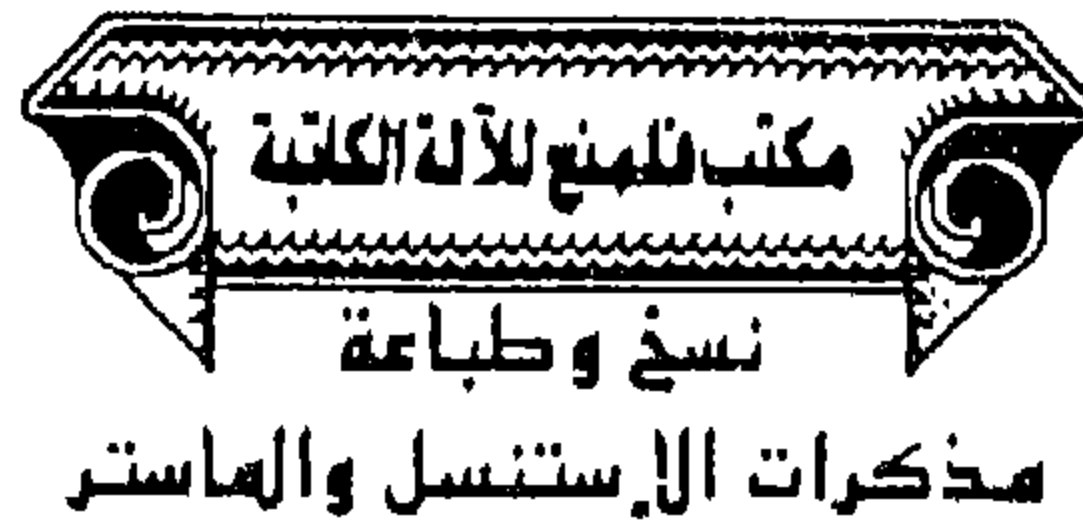 مكتب فلمنج للآلة الكاتبة
نسخ وطباعة
مذكرات الإستنسل والماستر